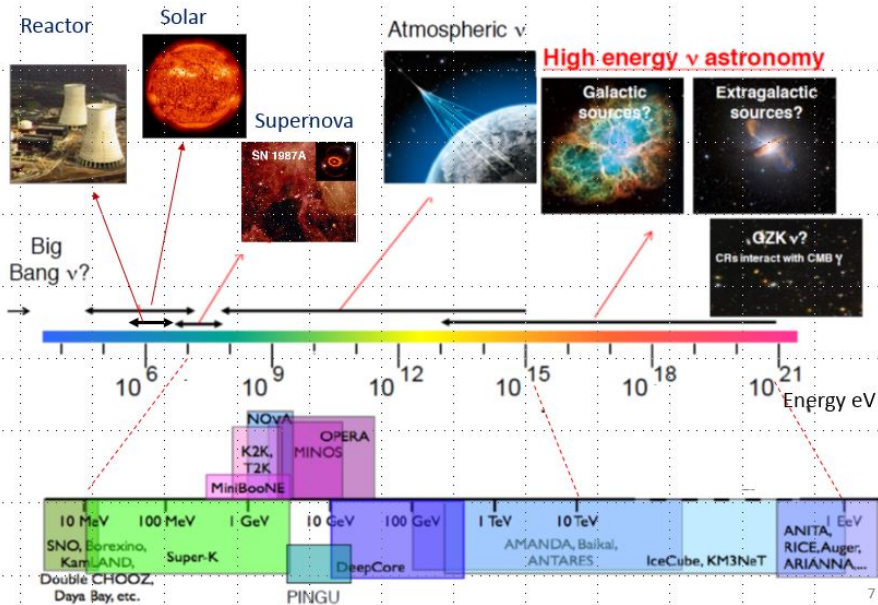 Reactor
Solar
Supernova
SN 1987A
Atmospheric ν
High energy ν astronomy
Galactic
sources?
Extragalactic
sources?
GZK ν?
CRs interact with CMB γ
Big
Bang ν?
10^6
10^9
10^12
10^15
10^18
10^21
Energy eV
NOνA
OPERA
K2K,
T2K
MINOS
MiniBooNE
10 MeV
100 MeV
1 GeV
10 GeV
100 GeV
1 TeV
10 TeV
1 EeV
SNO, Borexino,
KamLAND,
Double CHOOZ,
Daya Bay, etc.
Super-K
PINGU
DeepCore
AMANDA, Baikal,
ANTARES
IceCube, KM3NeT
ANITA,
RICE, Auger,
ARIANNA,...
7